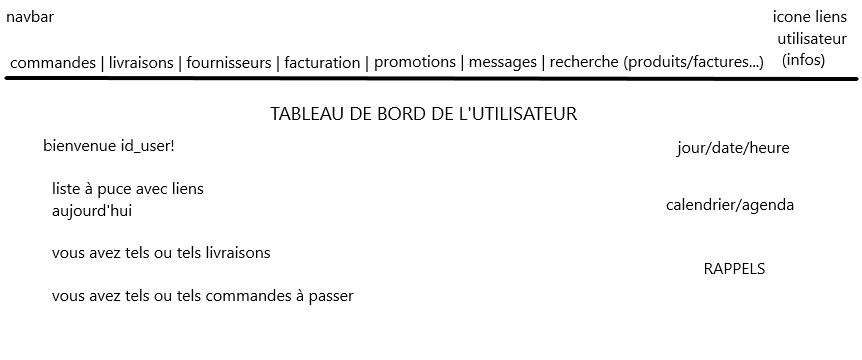 navbar
icone liens
utilisateur
(infos)
commandes | livraisons | fournisseurs | facturation | promotions | messages | recherche (produits/factures...)
TABLEAU DE BORD DE L'UTILISATEUR
bienvenue id_user!
jour/date/heure
liste à puce avec liens
aujourd'hui
calendrier/agenda
vous avez tels ou tels livraisons
RAPPELS
vous avez tels ou tels commandes à passer